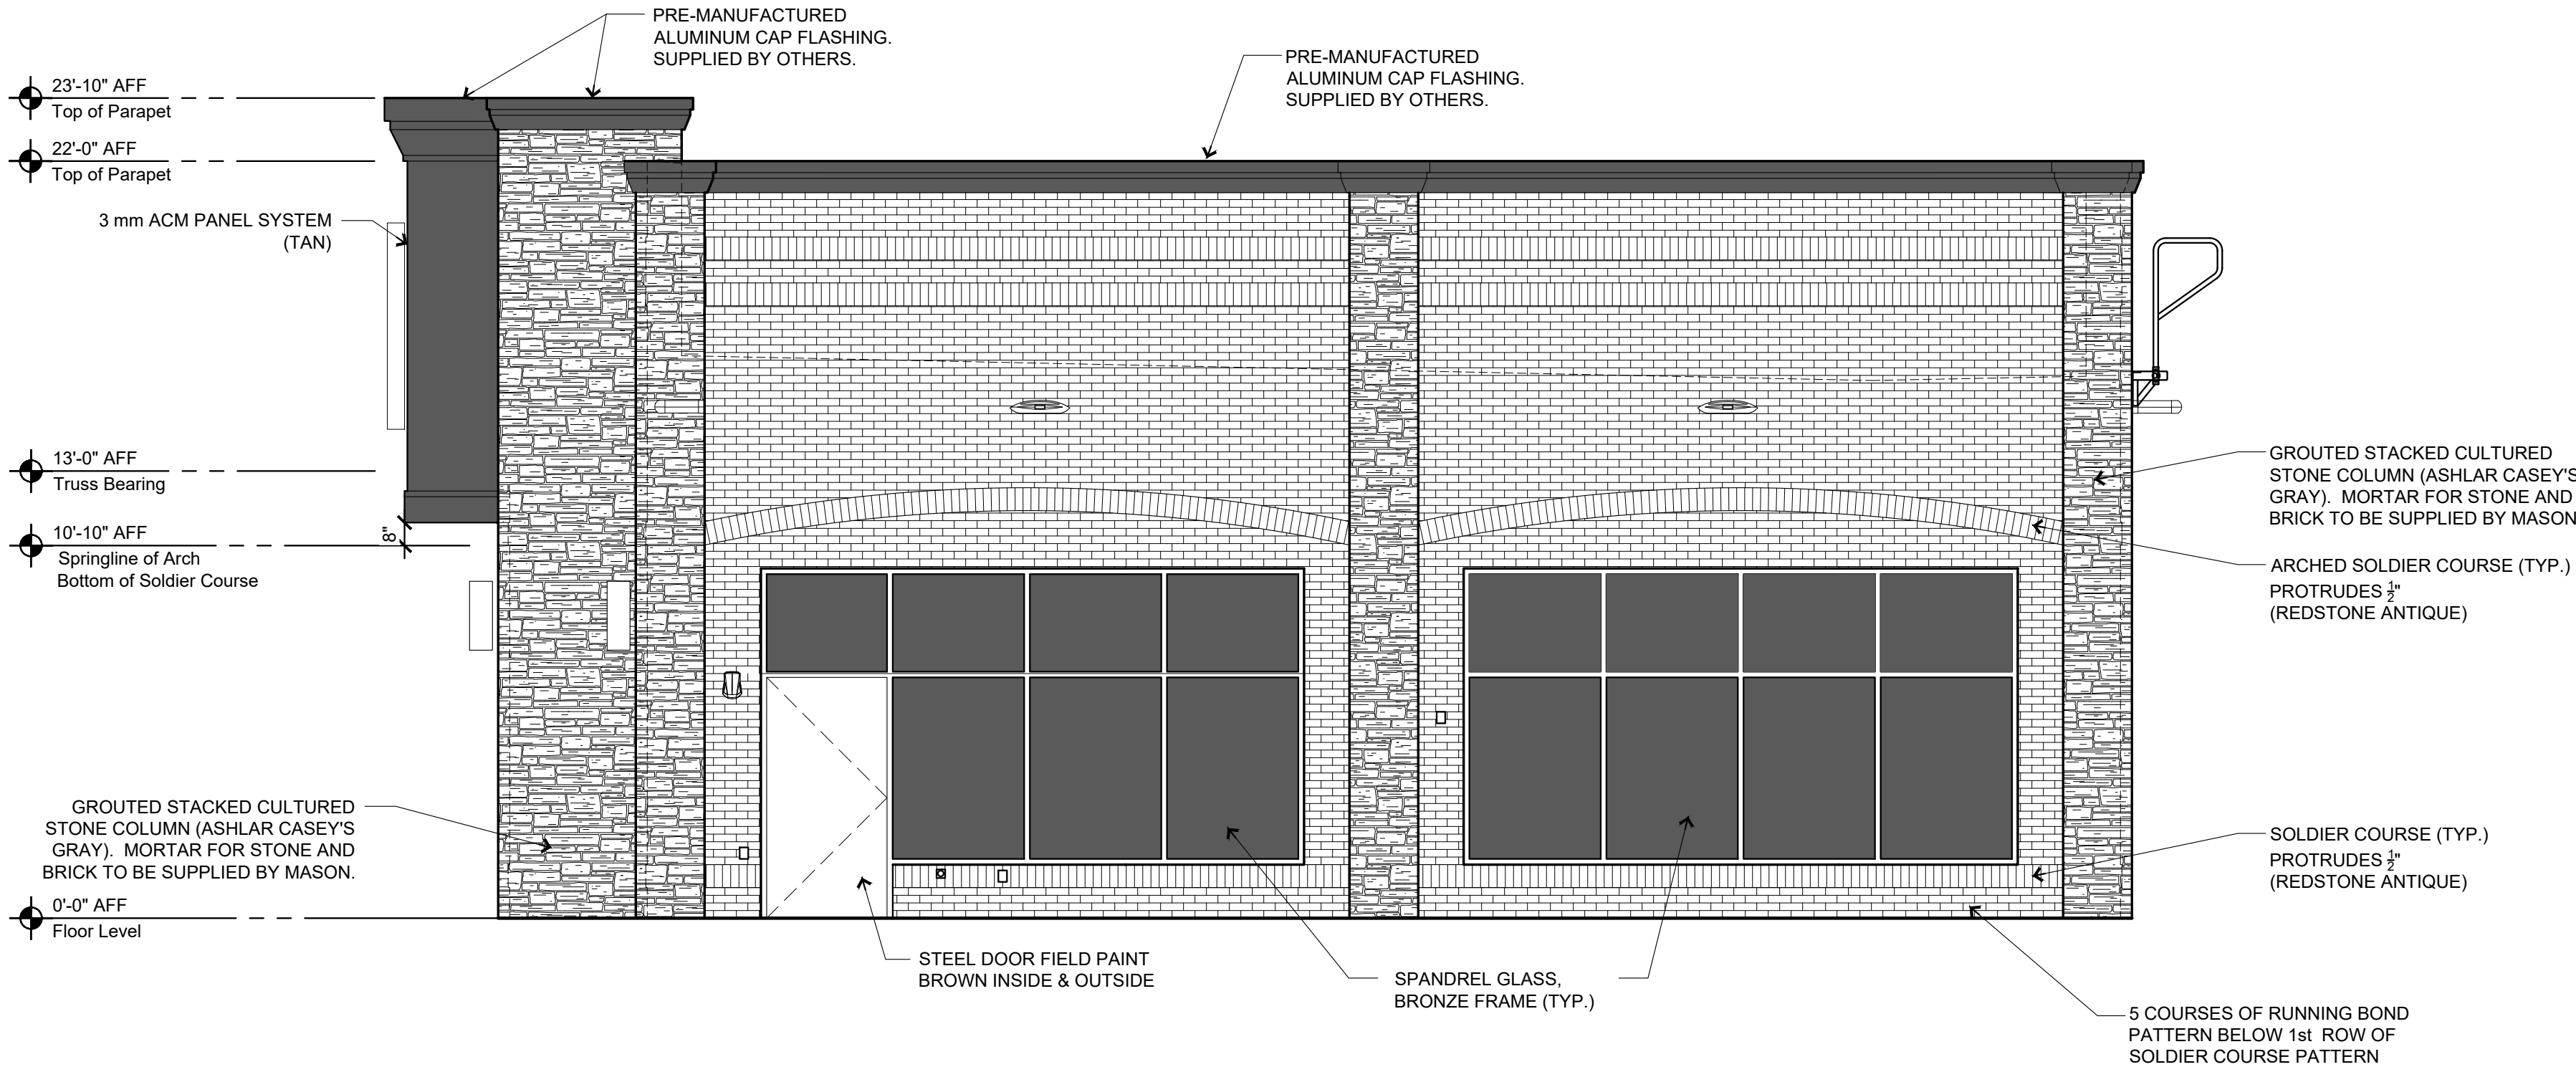 PRE-MANUFACTURED
ALUMINUM CAP FLASHING.
SUPPLIED BY OTHERS.
PRE-MANUFACTURED
ALUMINUM CAP FLASHING.
SUPPLIED BY OTHERS.
23'-10" AFF
Top of Parapet
22'-0" AFF
Top of Parapet
3 mm ACM PANEL SYSTEM
(TAN)
13'-0" AFF
Truss Bearing
10'-10" AFF
Springline of Arch
Bottom of Soldier Course
8"
GROUTED STACKED CULTURED
STONE COLUMN (ASHLAR CASEY'S
GRAY). MORTAR FOR STONE AND
BRICK TO BE SUPPLIED BY MASON.
0'-0" AFF
Floor Level
GROUTED STACKED CULTURED
STONE COLUMN (ASHLAR CASEY'S
GRAY). MORTAR FOR STONE AND
BRICK TO BE SUPPLIED BY MASON
ARCHED SOLDIER COURSE (TYP.)
PROTRUDES 1/2"
(REDSTONE ANTIQUE)
SOLDIER COURSE (TYP.)
PROTRUDES 1/2"
(REDSTONE ANTIQUE)
STEEL DOOR FIELD PAINT
BROWN INSIDE & OUTSIDE
SPANDREL GLASS,
BRONZE FRAME (TYP.)
5 COURSES OF RUNNING BOND
PATTERN BELOW 1st ROW OF
SOLDIER COURSE PATTERN